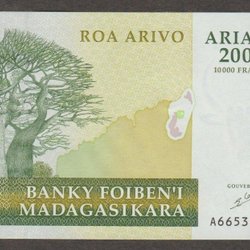 ROA ARIVO
ARIA
200
10000 FRA
BANKY FOIBEN'I
MADAGASIKARA
GOUVER
A6653